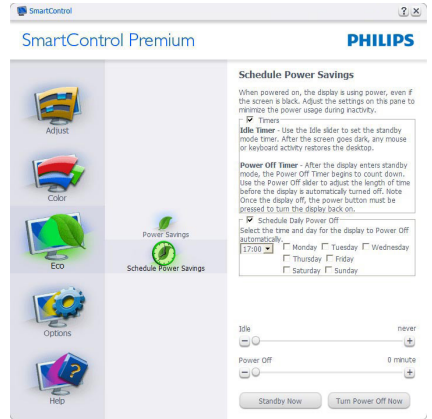 SmartControl
SmartControl Premium
PHILIPS
Adjust
Color
Eco
Options
Help
Power Savings
Schedule Power Savings
Schedule Power Savings
When powered on, the display is using power, even if
the screen is black. Adjust the settings on this pane to
minimize the power usage during inactivity.
Timers
Idle Timer - Use the Idle slider to set the standby
mode timer. After the screen goes dark, any mouse
or keyboard activity restores the desktop.
Power Off Timer - After the display enters standby
mode, the Power Off Timer begins to count down.
Use the Power Off slider to adjust the length of time
before the display is automatically turned off. Note
Once the display off, the power button must be
pressed to turn the display back on.
Schedule Daily Power Off
Select the time and day for the display to Power Off
automatically.
17:00 Monday Tuesday Wednesday
Thursday Friday
Saturday Sunday
Idle never
Power Off 0 minute
Standby Now Turn Power Off Now